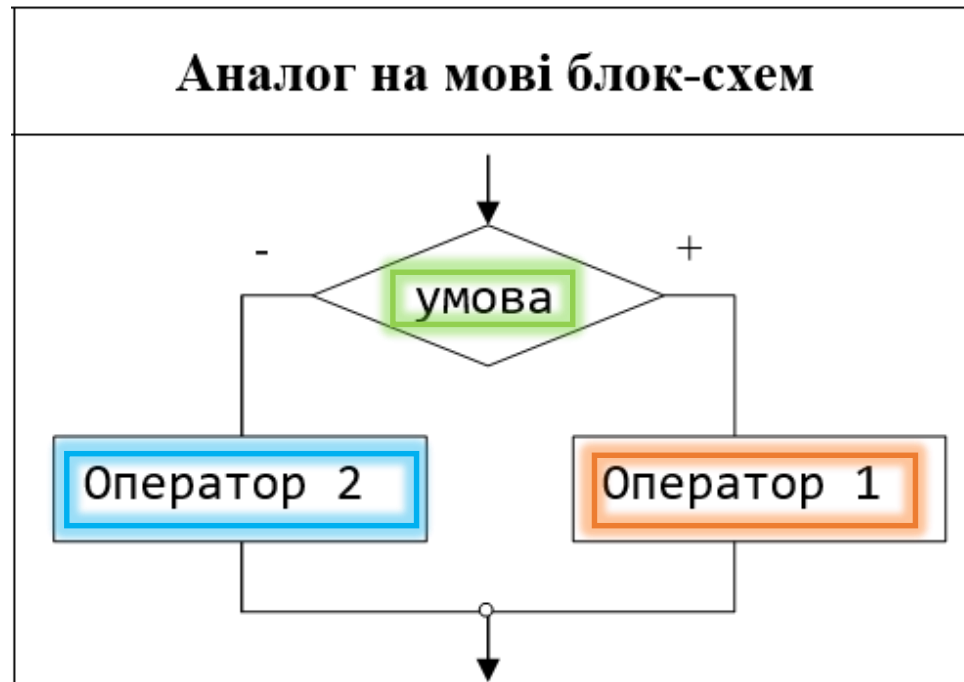 Аналог на мові блок-схем
- +
умова
Оператор 2 Оператор 1